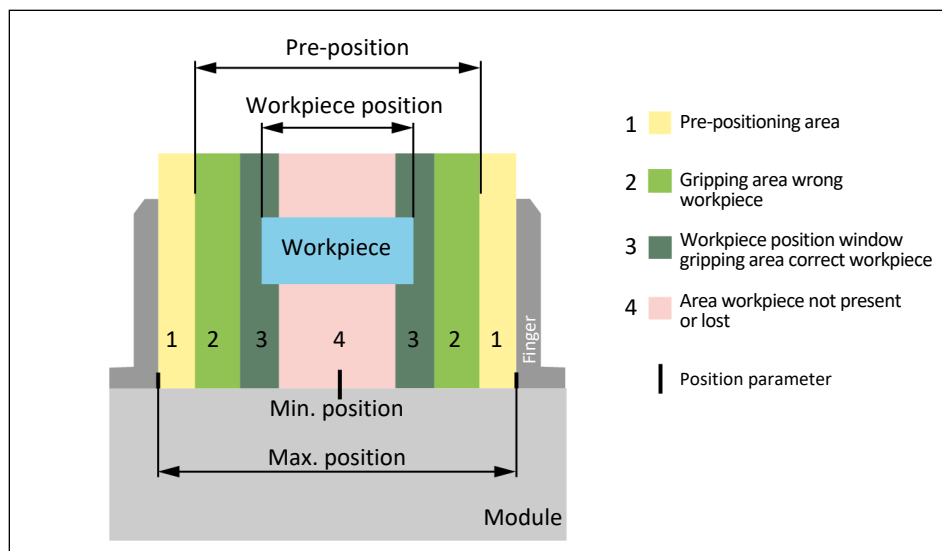 Pre-position
Workpiece position
Workpiece
1 2 3 4 3 2 1
Finger
Min. position
Max. position
Module
1 Pre-positioning area
2 Gripping area wrong
workpiece
3 Workpiece position window
gripping area correct workpiece
4 Area workpiece not present
or lost
Position parameter